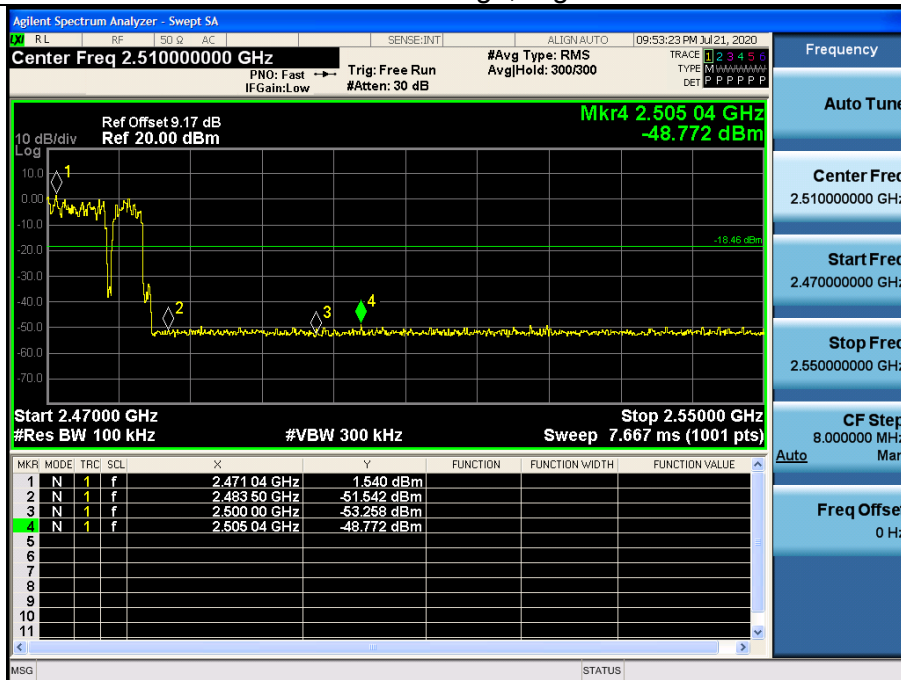 Agilent Spectrum Analyzer - Swept SA
LXI RL RF 50 Ω AC SENSE:INT ALIGN AUTO 09:53:23 PM Jul 21, 2020
Center Freq 2.510000000 GHz #Avg Type: RMS TRACE 1 2 3 4 5 6
PNO: Fast Trig: Free Run Avg|Hold: 300/300 TYPE M WWWWW
IFGain:Low #Atten: 30 dB DET P P P P P P
Mkr4 2.505 04 GHz
-48.772 dBm
Ref Offset 9.17 dB
10 dB/div Ref 20.00 dBm
Log
10.0
0.00
-10.0
-20.0
-30.0
-40.0
-50.0
-60.0
-70.0
1
2
3
4
-18.46 dBm
Start 2.47000 GHz Stop 2.55000 GHz
#Res BW 100 kHz #VBW 300 kHz Sweep 7.667 ms (1001 pts)
MKR MODE TRC SCL X Y FUNCTION FUNCTION WIDTH FUNCTION VALUE
1 N 1 f 2.471 04 GHz 1.540 dBm
2 N 1 f 2.483 50 GHz -51.542 dBm
3 N 1 f 2.500 00 GHz -53.258 dBm
4 N 1 f 2.505 04 GHz -48.772 dBm
5
6
7
8
9
10
11
MSG STATUS
Frequency
Auto Tune
Center Freq
2.510000000 GHz
Start Freq
2.470000000 GHz
Stop Freq
2.550000000 GHz
CF Step
8.000000 MHz
Auto Man
Freq Offset
0 Hz